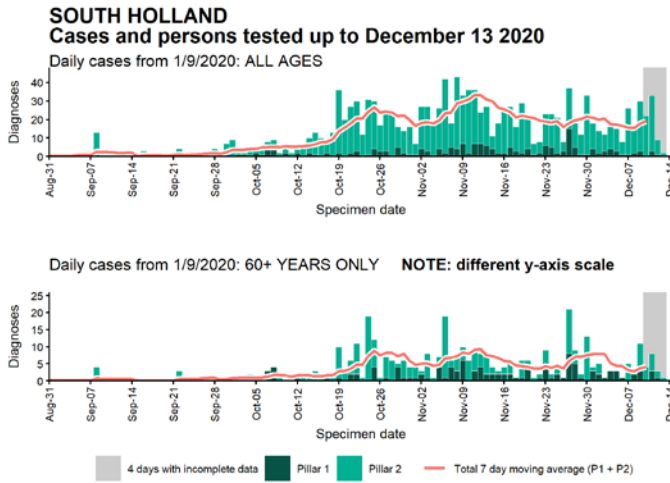 SOUTH HOLLAND
Cases and persons tested up to December 13 2020
Daily cases from 1/9/2020: ALL AGES
Diagnoses
40
30
20
10
0
Aug-31 Sep-07 Sep-14 Sep-21 Sep-28 Oct-05 Oct-12 Oct-19 Oct-26 Nov-02 Nov-09 Nov-16 Nov-23 Nov-30 Dec-07 Dec-14
Specimen date
Daily cases from 1/9/2020: 60+ YEARS ONLY NOTE: different y-axis scale
Diagnoses
25
20
15
10
5
0
Aug-31 Sep-07 Sep-14 Sep-21 Sep-28 Oct-05 Oct-12 Oct-19 Oct-26 Nov-02 Nov-09 Nov-16 Nov-23 Nov-30 Dec-07 Dec-14
Specimen date
4 days with incomplete data Pillar 1 Pillar 2 Total 7 day moving average (P1 + P2)